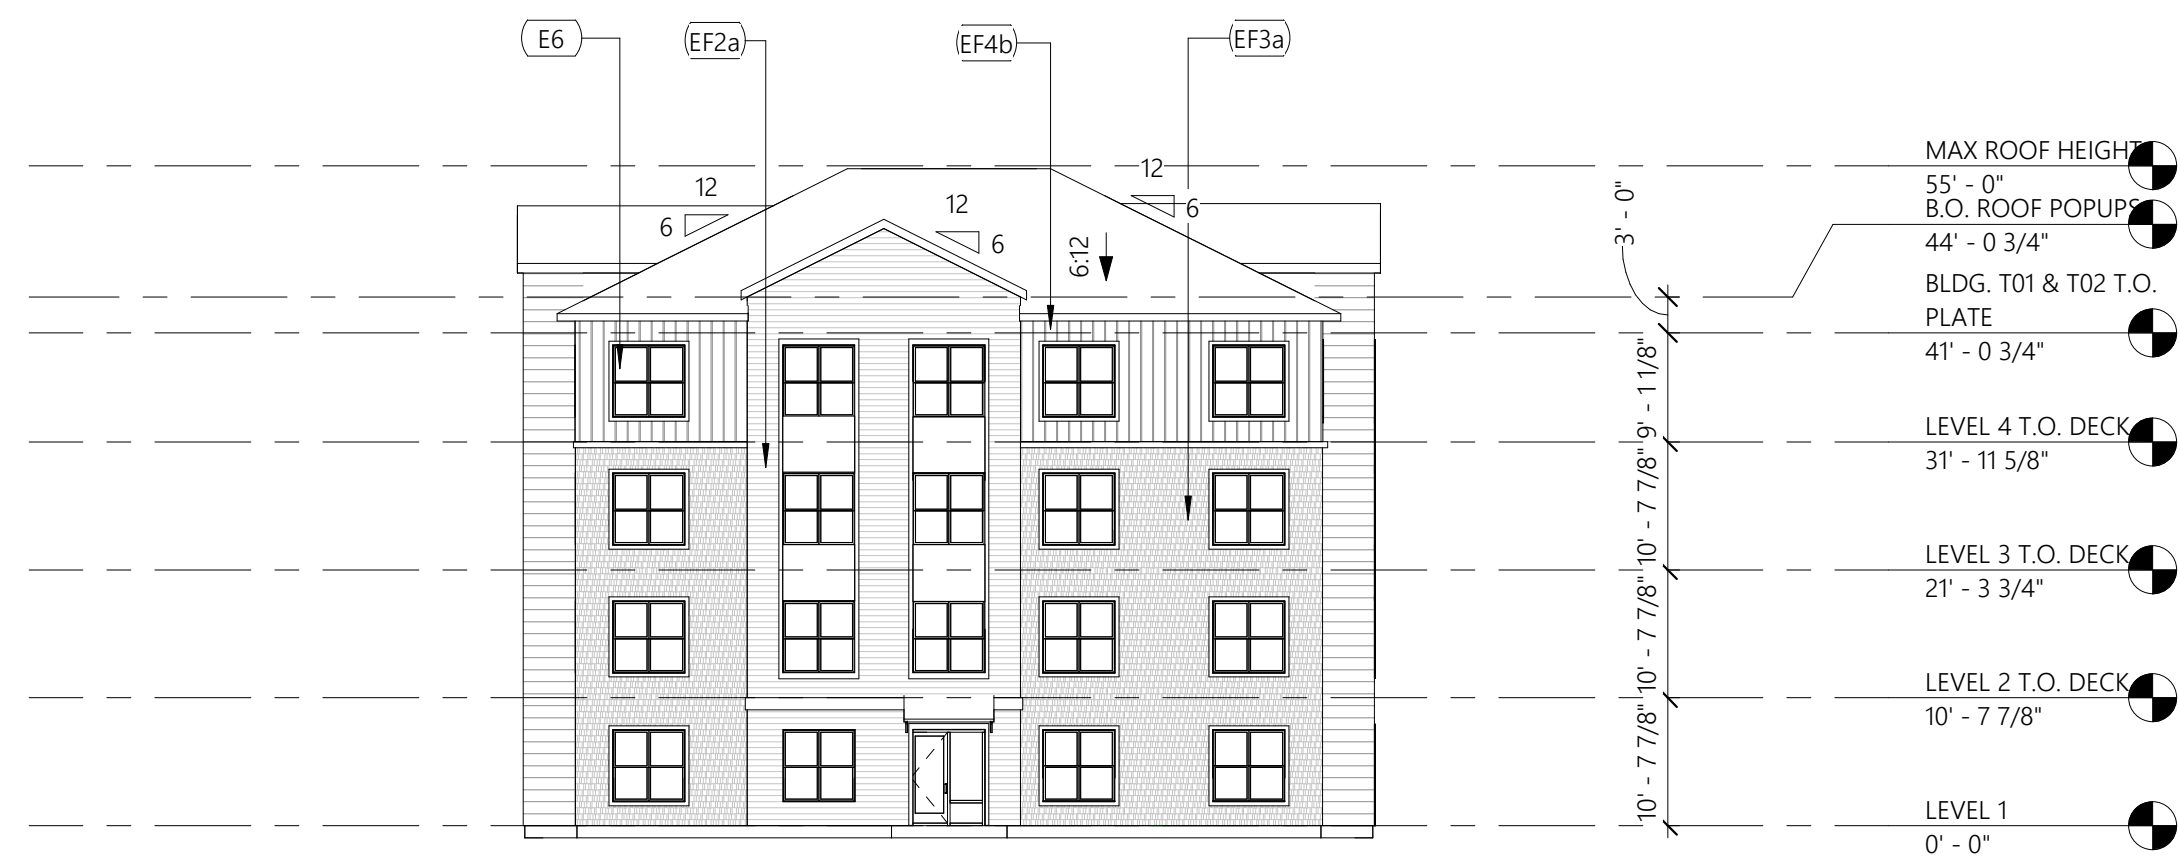 E6
EF2a
EF4b
EF3a
12
6
12
6
12
6
6:12
3' - 0"
9' - 1 1/8"
10' - 7 7/8"
10' - 7 7/8"
10' - 7 7/8"
MAX ROOF HEIGHT
55' - 0"
B.O. ROOF POPUPS
44' - 0 3/4"
BLDG. T01 & T02 T.O.
PLATE
41' - 0 3/4"
LEVEL 4 T.O. DECK
31' - 11 5/8"
LEVEL 3 T.O. DECK
21' - 3 3/4"
LEVEL 2 T.O. DECK
10' - 7 7/8"
LEVEL 1
0' - 0"